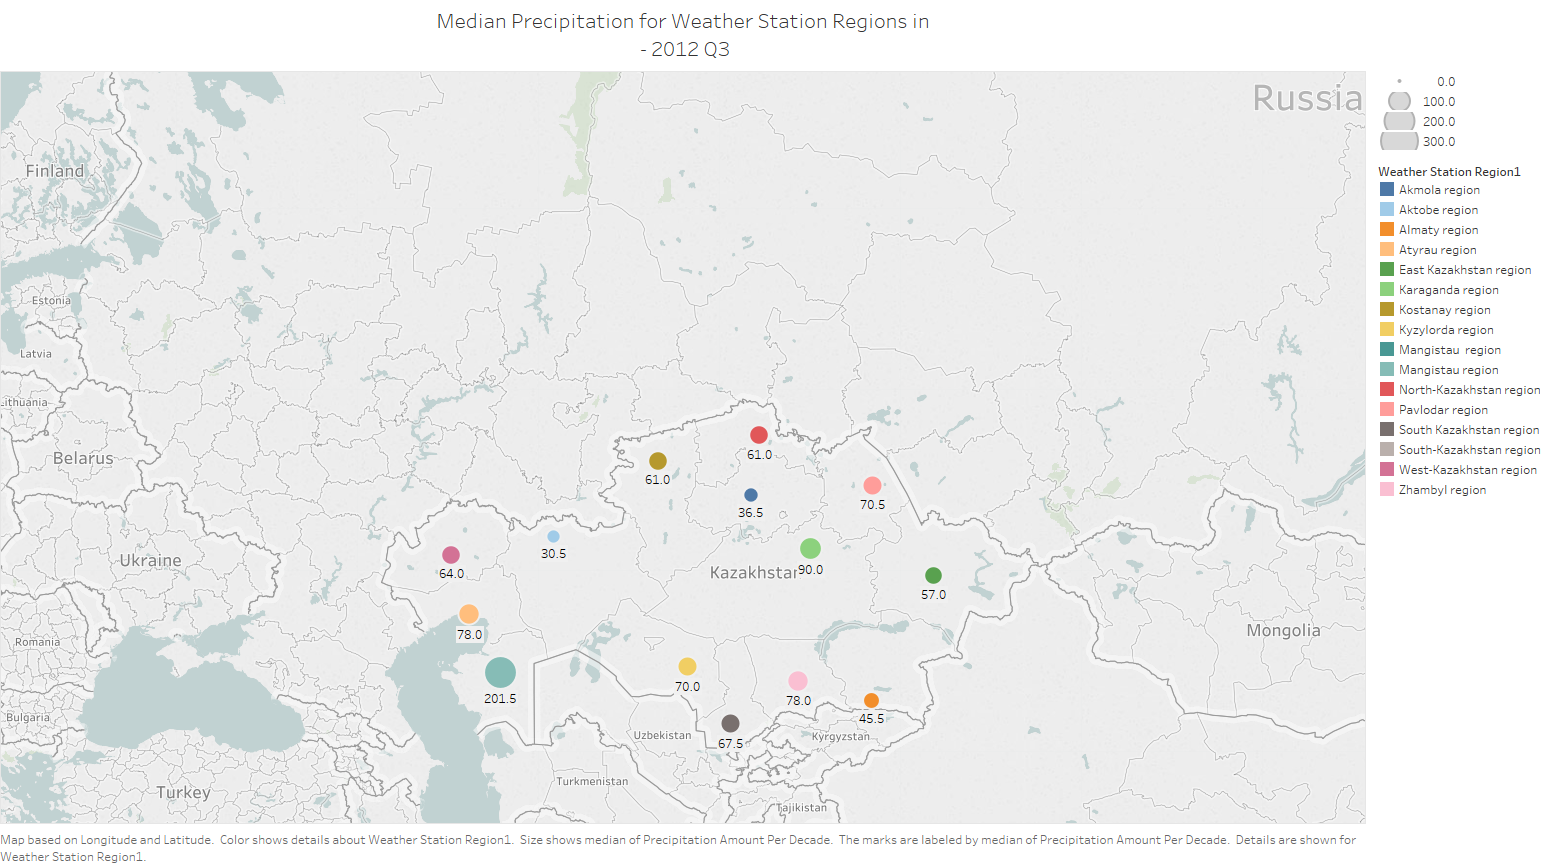 Median Precipitation for Weather Station Regions in
- 2012 Q3
Russia
0.0
100.0
200.0
300.0
Weather Station Region1
Akmola region
Aktobe region
Almaty region
Atyrau region
East Kazakhstan region
Karaganda region
Kostanay region
Kyzylorda region
Mangistau  region
Mangistau region
North-Kazakhstan region
Pavlodar region
South Kazakhstan region
South-Kazakhstan region
West-Kazakhstan region
Zhambyl region
Finland
Estonia
Latvia
Lithuania
Belarus
Ukraine
Romania
Bulgaria
Turkey
61.0
61.0
36.5
70.5
30.5
64.0
Kazakhstan
90.0
57.0
78.0
Mongolia
201.5
70.0
78.0
45.5
67.5
Uzbekistan
Kyrgyzstan
Turkmenistan
Tajikistan
Map based on Longitude and Latitude.  Color shows details about Weather Station Region1.  Size shows median of Precipitation Amount Per Decade.  The marks are labeled by median of Precipitation Amount Per Decade.  Details are shown for
Weather Station Region1.